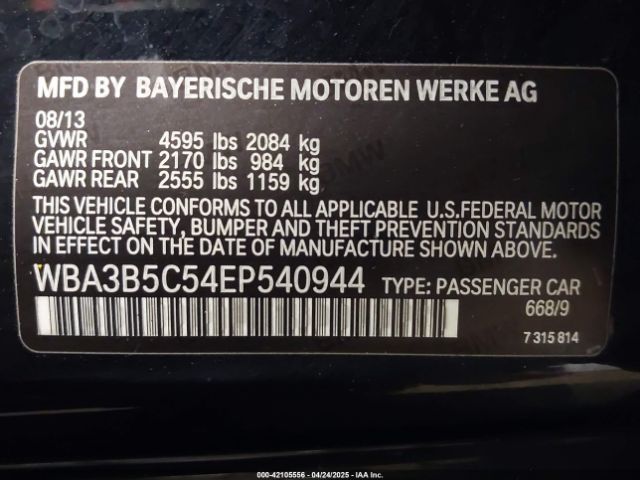 MFD BY BAYERISCHE MOTOREN WERKE AG
08/13
GVWR 4595 lbs 2084 kg
GAWR FRONT 2170 lbs 984 kg
GAWR REAR 2555 lbs 1159 kg
THIS VEHICLE CONFORMS TO ALL APPLICABLE U.S.FEDERAL MOTOR
VEHICLE SAFETY, BUMPER AND THEFT PREVENTION STANDARDS
IN EFFECT ON THE DATE OF MANUFACTURE SHOWN ABOVE.
WBA3B5C54EP540944 TYPE: PASSENGER CAR
668/9
7 315 814
000-42105556 - 04/24/2025 - IAA Inc.